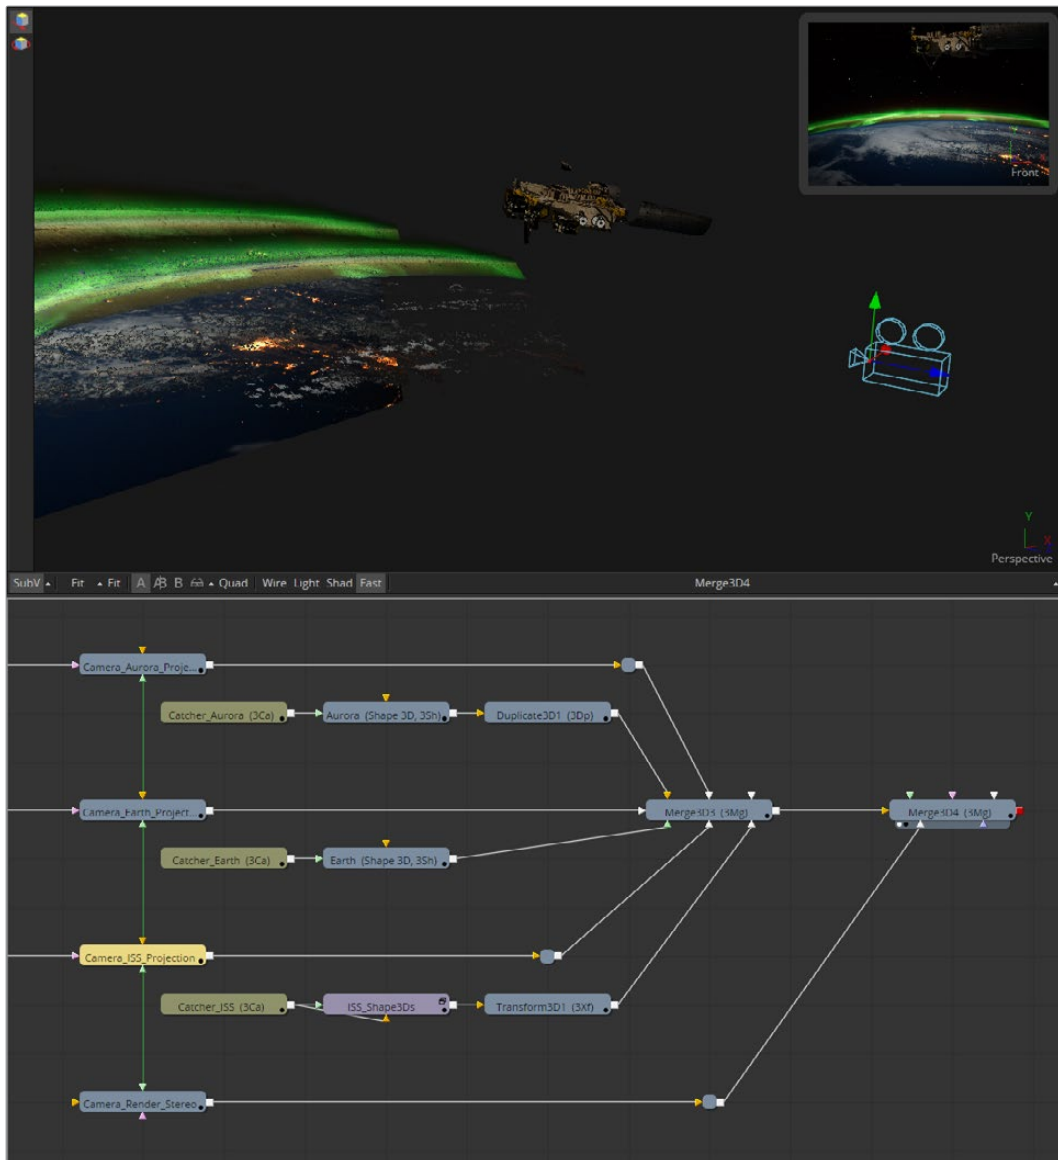 Y
X
Front
Y
X
Perspective
SubV Fit Fit A A/B B Quad Wire Light Shad Fast Merge3D4
Camera_Aurora_Proje...
Catcher_Aurora (3Ca) Aurora (Shape 3D, 3Sh) Duplicate3D1 (3Dp)
Camera_Earth_Project... Merge3D3 (3Mg) Merge3D4 (3Mg)
Catcher_Earth (3Ca) Earth (Shape 3D, 3Sh)
Camera_ISS_Projection
Catcher_ISS (3Ca) ISS_Shape3Ds Transform3D1 (3Xf)
Camera_Render_Stereo